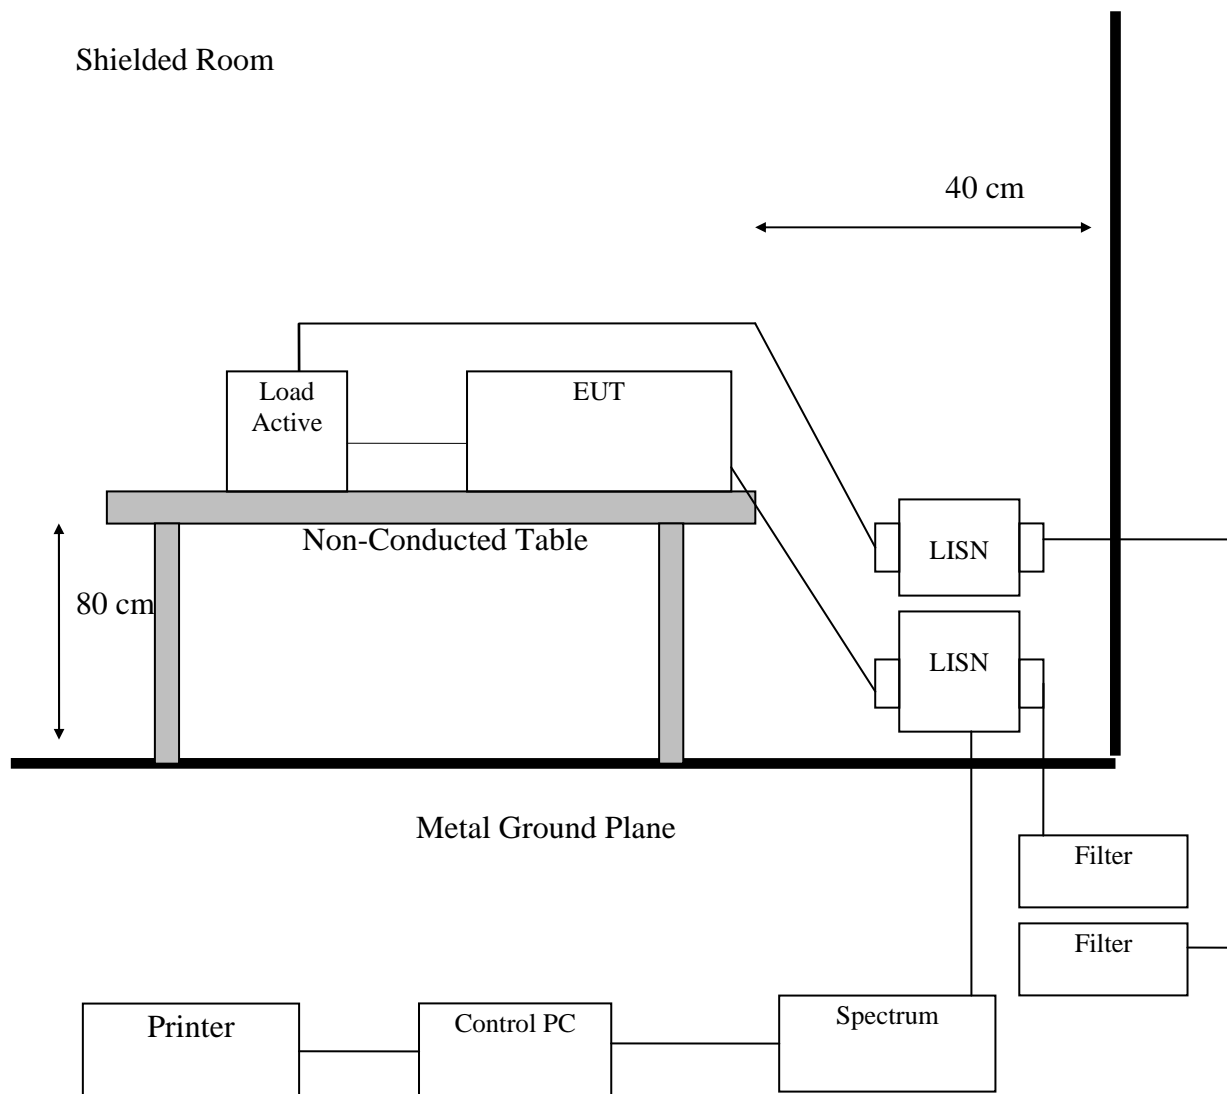 Shielded Room
40 cm
Load
Active
EUT
Non-Conducted Table
LISN
80 cm
LISN
Metal Ground Plane
Filter
Filter
Printer
Control PC
Spectrum